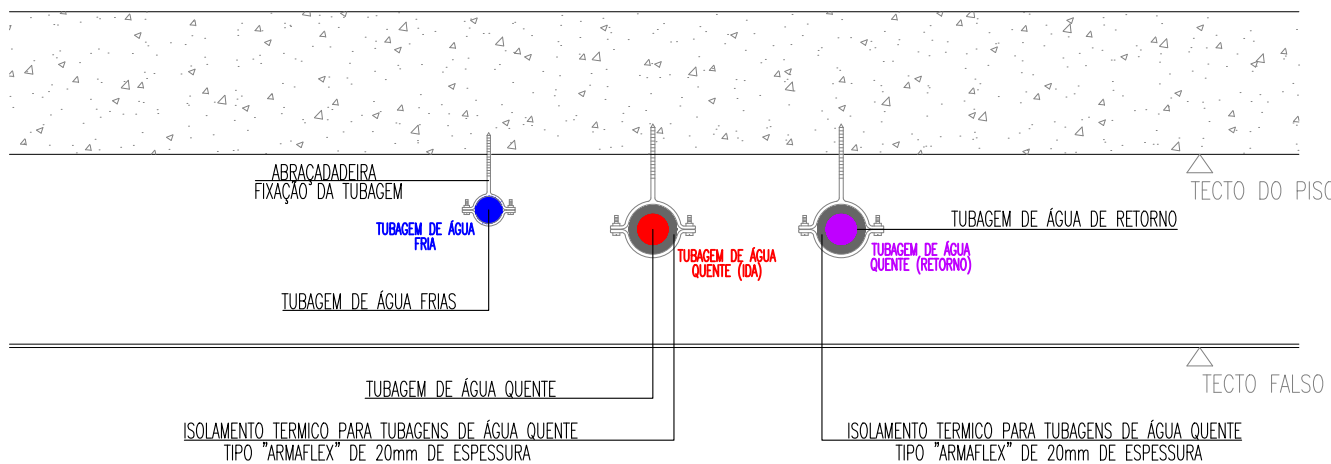 ABRAÇADADEIRA
FIXAÇÃO DA TUBAGEM
TECTO DO PISO
TUBAGEM DE ÁGUA DE RETORNO
TUBAGEM DE ÁGUA
FRIA
TUBAGEM DE ÁGUA
QUENTE (IDA)
TUBAGEM DE ÁGUA
QUENTE (RETORNO)
TUBAGEM DE ÁGUA FRIAS
TUBAGEM DE ÁGUA QUENTE
TECTO FALSO
ISOLAMENTO TERMICO PARA TUBAGENS DE ÁGUA QUENTE
TIPO "ARMAFLEX" DE 20mm DE ESPESSURA
ISOLAMENTO TERMICO PARA TUBAGENS DE ÁGUA QUENTE
TIPO "ARMAFLEX" DE 20mm DE ESPESSURA